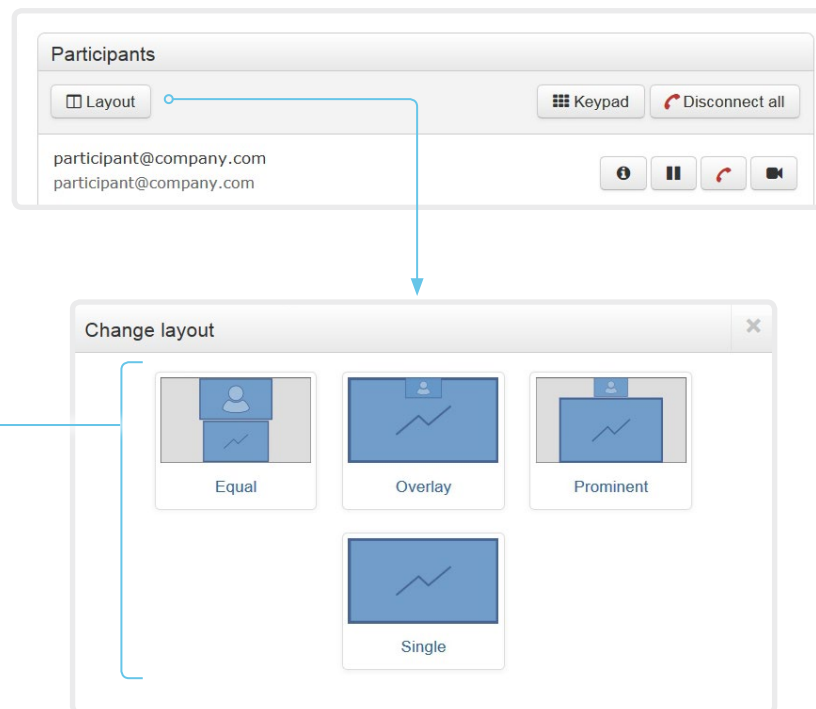 Participants
Layout
Keypad
Disconnect all
participant@company.com
participant@company.com
Change layout
Equal
Overlay
Prominent
Single